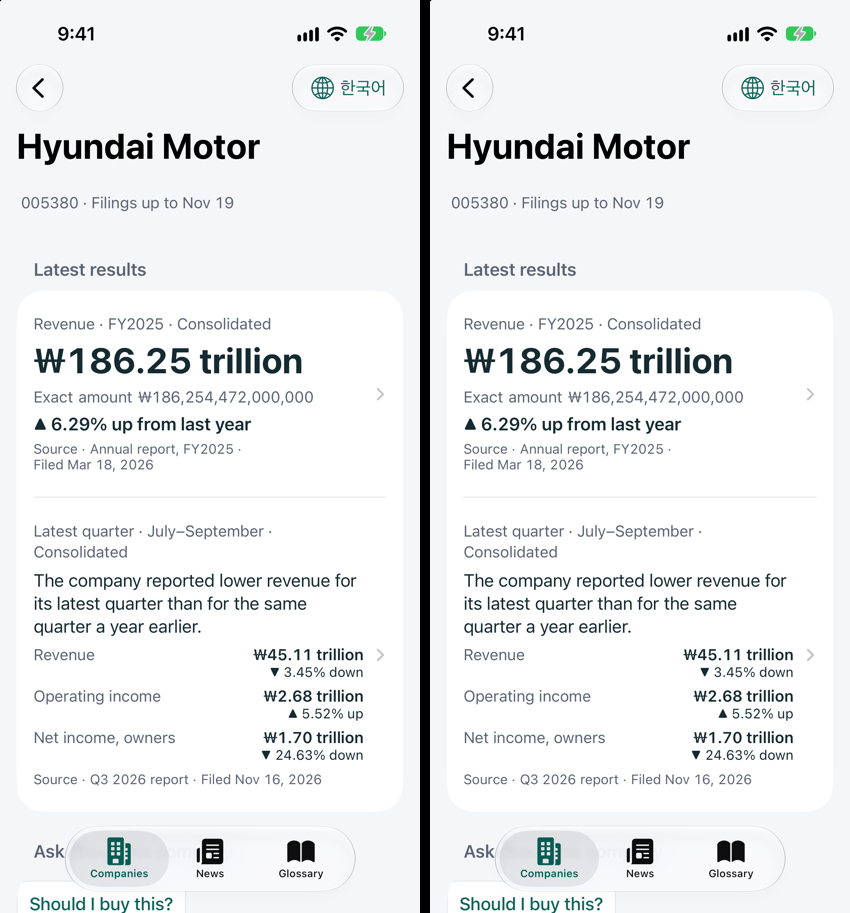 9:41
한국어
Hyundai Motor
005380 · Filings up to Nov 19
Latest results
Revenue · FY2025 · Consolidated
₩186.25 trillion
Exact amount ₩186,254,472,000,000
▲ 6.29% up from last year
Source · Annual report, FY2025 ·
Filed Mar 18, 2026
Latest quarter · July–September ·
Consolidated
The company reported lower revenue for
its latest quarter than for the same
quarter a year earlier.
Revenue ₩45.11 trillion
▼ 3.45% down
Operating income ₩2.68 trillion
▲ 5.52% up
Net income, owners ₩1.70 trillion
▼ 24.63% down
Source · Q3 2026 report · Filed Nov 16, 2026
Ask
Companies News Glossary
Should I buy this?
9:41
한국어
Hyundai Motor
005380 · Filings up to Nov 19
Latest results
Revenue · FY2025 · Consolidated
₩186.25 trillion
Exact amount ₩186,254,472,000,000
▲ 6.29% up from last year
Source · Annual report, FY2025 ·
Filed Mar 18, 2026
Latest quarter · July–September ·
Consolidated
The company reported lower revenue for
its latest quarter than for the same
quarter a year earlier.
Revenue ₩45.11 trillion
▼ 3.45% down
Operating income ₩2.68 trillion
▲ 5.52% up
Net income, owners ₩1.70 trillion
▼ 24.63% down
Source · Q3 2026 report · Filed Nov 16, 2026
Ask
Companies News Glossary
Should I buy this?